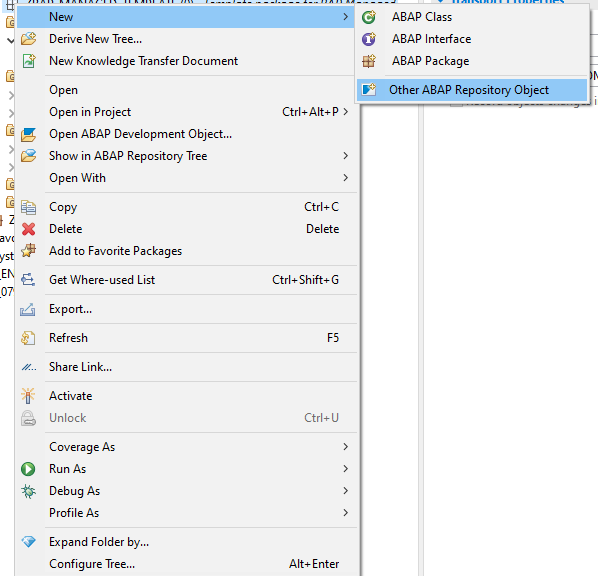 Transport Properties
New
ABAP Class
Derive New Tree...
ABAP Interface
New Knowledge Transfer Document
ABAP Package
Open
Other ABAP Repository Object
Open in Project Ctrl+Alt+P
Open ABAP Development Object...
Show in ABAP Repository Tree
Open With
Copy Ctrl+C
Delete Delete
Add to Favorite Packages
Get Where-used List Ctrl+Shift+G
Export...
Refresh F5
Share Link...
Activate
Unlock Ctrl+U
Coverage As
Run As
Debug As
Profile As
Expand Folder by...
Configure Tree... Alt+Enter